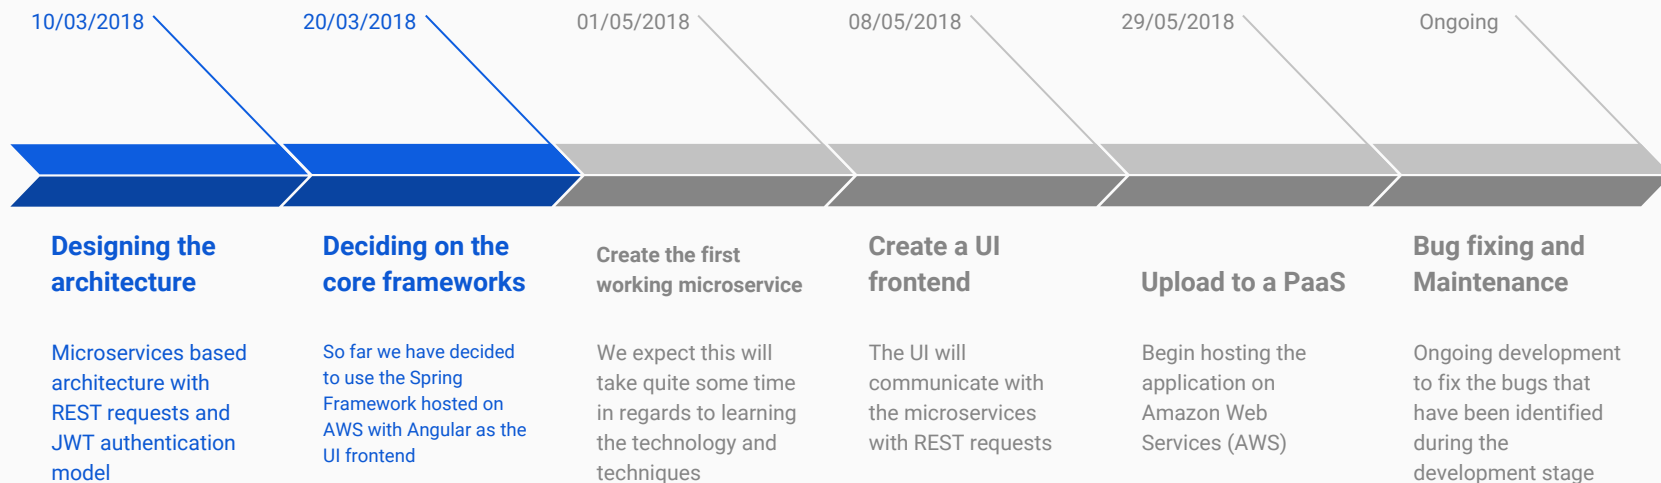 10/03/2018
20/03/2018
01/05/2018
08/05/2018
29/05/2018
Ongoing
Designing the
architecture
Microservices based
architecture with
REST requests and
JWT authentication
model
Deciding on the
core frameworks
So far we have decided
to use the Spring
Framework hosted on
AWS with Angular as the
UI frontend
Create the first
working microservice
We expect this will
take quite some time
in regards to learning
the technology and
techniques
Create a UI
frontend
The UI will
communicate with
the microservices
with REST requests
Upload to a PaaS
Begin hosting the
application on
Amazon Web
Services (AWS)
Bug fixing and
Maintenance
Ongoing development
to fix the bugs that
have been identified
during the
development stage